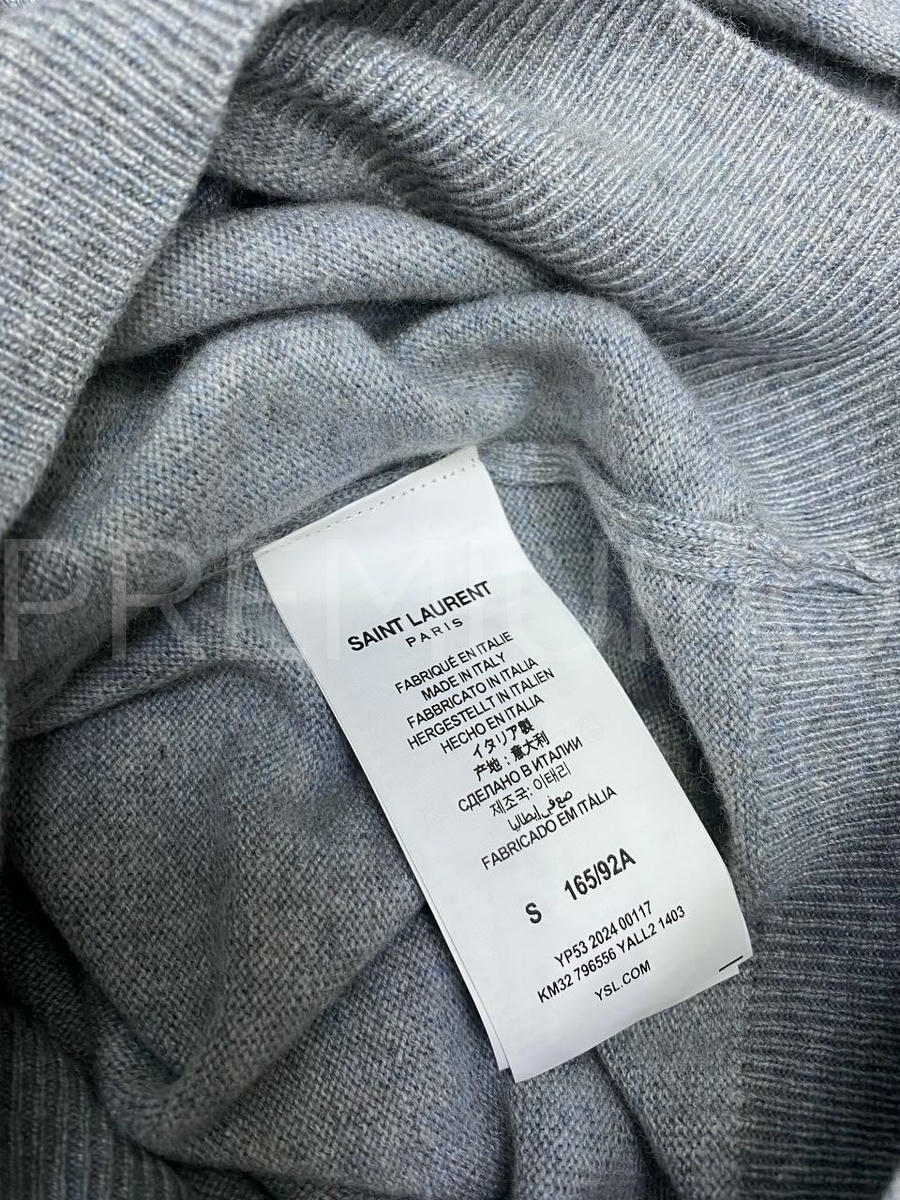 SAINT LAURENT
PARIS
FABRIQUÉ EN ITALIE
MADE IN ITALY
FABBRICATO IN ITALIA
HERGESTELLT IN ITALIEN
HECHO EN ITALIA
イタリア製
产地：意大利
СДЕЛАНО В ИТАЛИИ
제조국: 이태리
صنع في إيطاليا
FABRICADO EM ITÁLIA
S 165/92A
YP53 2024 00117
KM32 796556 YALL2 1403
YSL.COM